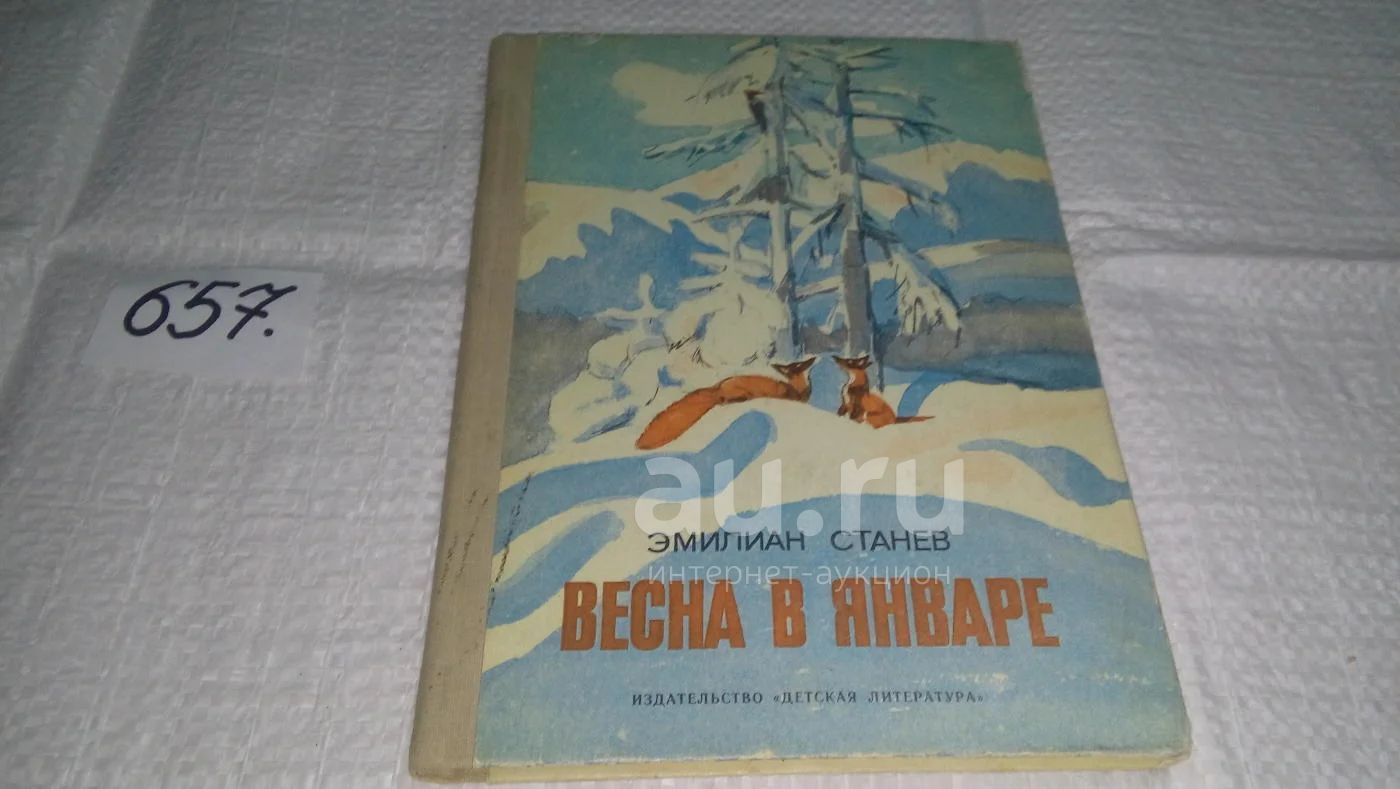 657.
au.ru
ЭМИЛИАН СТАНЕВ
интернет-аукцион
ВЕСНА В ЯНВАРЕ
ИЗДАТЕЛЬСТВО «ДЕТСКАЯ ЛИТЕРАТУРА»